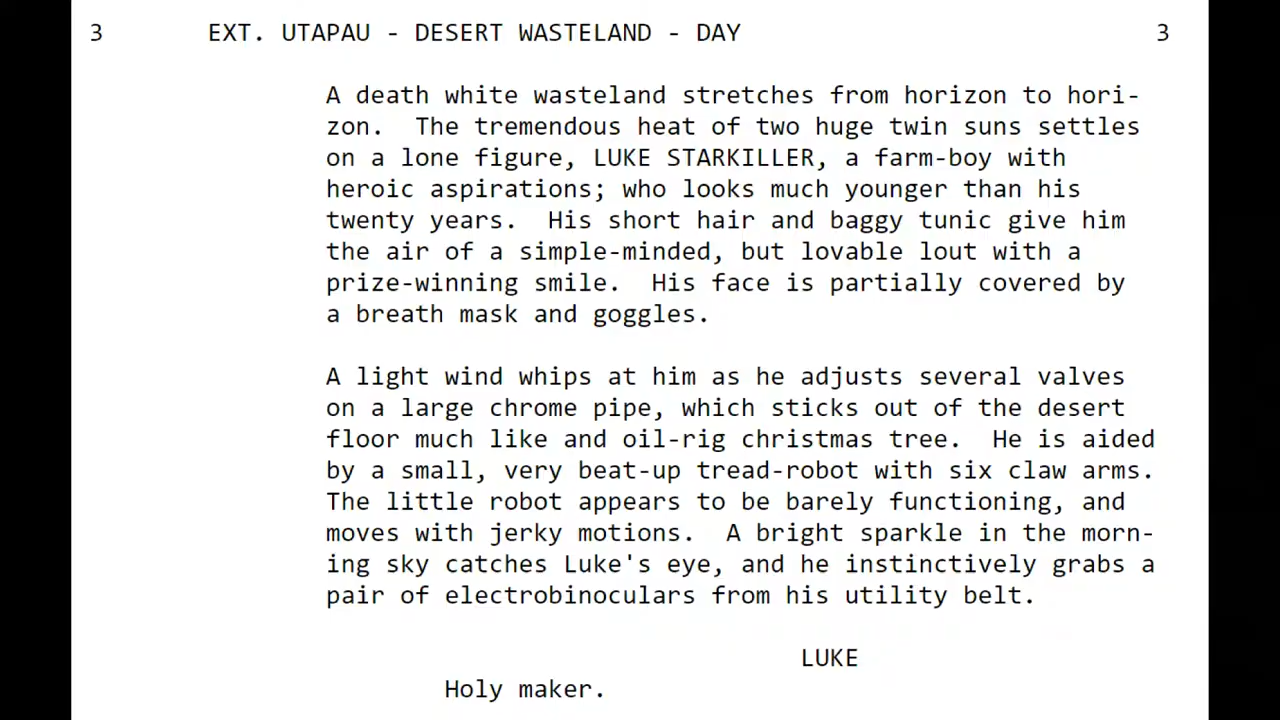 3 EXT. UTAPAU - DESERT WASTELAND - DAY 3
A death white wasteland stretches from horizon to hori-
zon. The tremendous heat of two huge twin suns settles
on a lone figure, LUKE STARKILLER, a farm-boy with
heroic aspirations; who looks much younger than his
twenty years. His short hair and baggy tunic give him
the air of a simple-minded, but lovable lout with a
prize-winning smile. His face is partially covered by
a breath mask and goggles.
A light wind whips at him as he adjusts several valves
on a large chrome pipe, which sticks out of the desert
floor much like and oil-rig christmas tree. He is aided
by a small, very beat-up tread-robot with six claw arms.
The little robot appears to be barely functioning, and
moves with jerky motions. A bright sparkle in the morn-
ing sky catches Luke's eye, and he instinctively grabs a
pair of electrobinoculars from his utility belt.
LUKE
Holy maker.